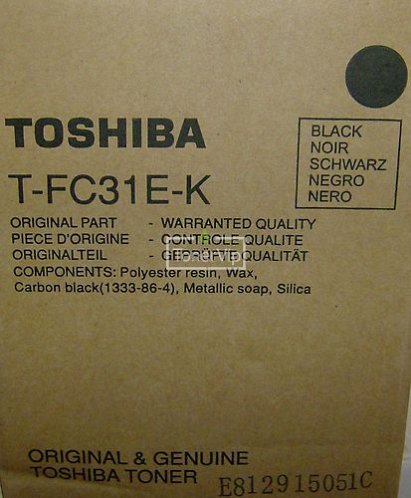 TOSHIBA
BLACK
NOIR
SCHWARZ
NEGRO
NERO
T-FC31E-K
ORIGINAL PART - WARRANTED QUALITY
PIECE D'ORIGINE - CONTROLE QUALITE
ORIGINALTEIL - GEPRÜFTE QUALITÄT
TonerVip
COMPONENTS: Polyester resin, Wax,
Carbon black(1333-86-4), Metallic soap, Silica
ORIGINAL & GENUINE
TOSHIBA TONER
E812915051C